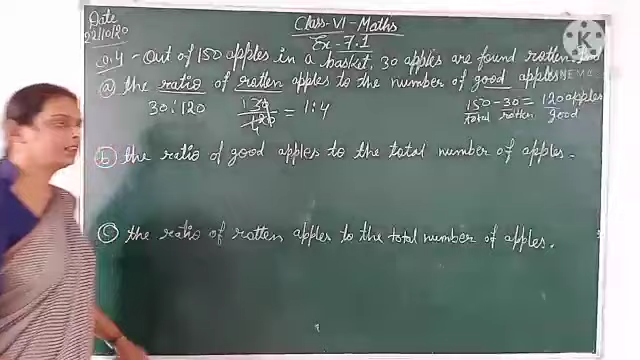 Date
22/10/20
Class-VI-Maths
Ex-7.1
Q.4 - Out of 150 apples in a basket, 30 apples are found rotten,
(a) the ratio of rotten apples to the number of good apples
30:120 = 1:4
150-30 = 120 apples
total rotten good
(b) the ratio of good apples to the total number of apples.
(c) the ratio of rotten apples to the total number of apples.